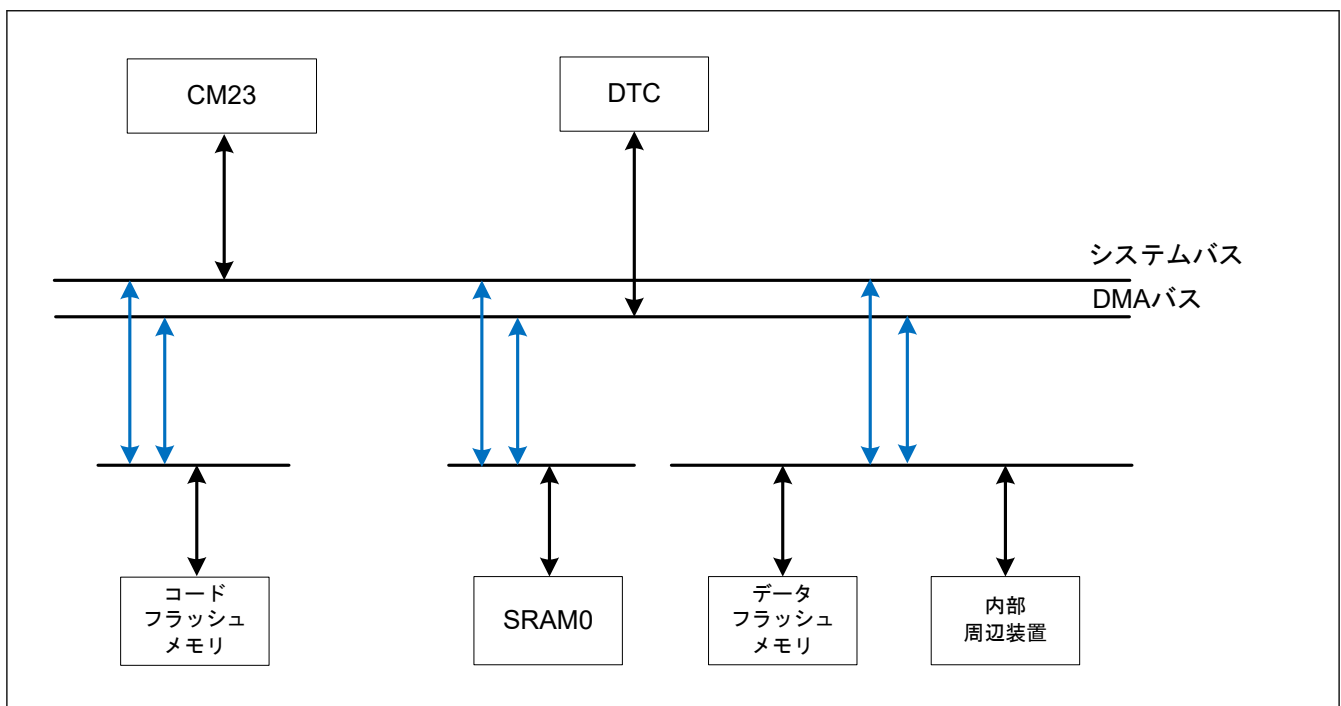 CM23
DTC
システムバス
DMAバス
コード
フラッシュ
メモリ
SRAM0
データ
フラッシュ
メモリ
内部
周辺装置